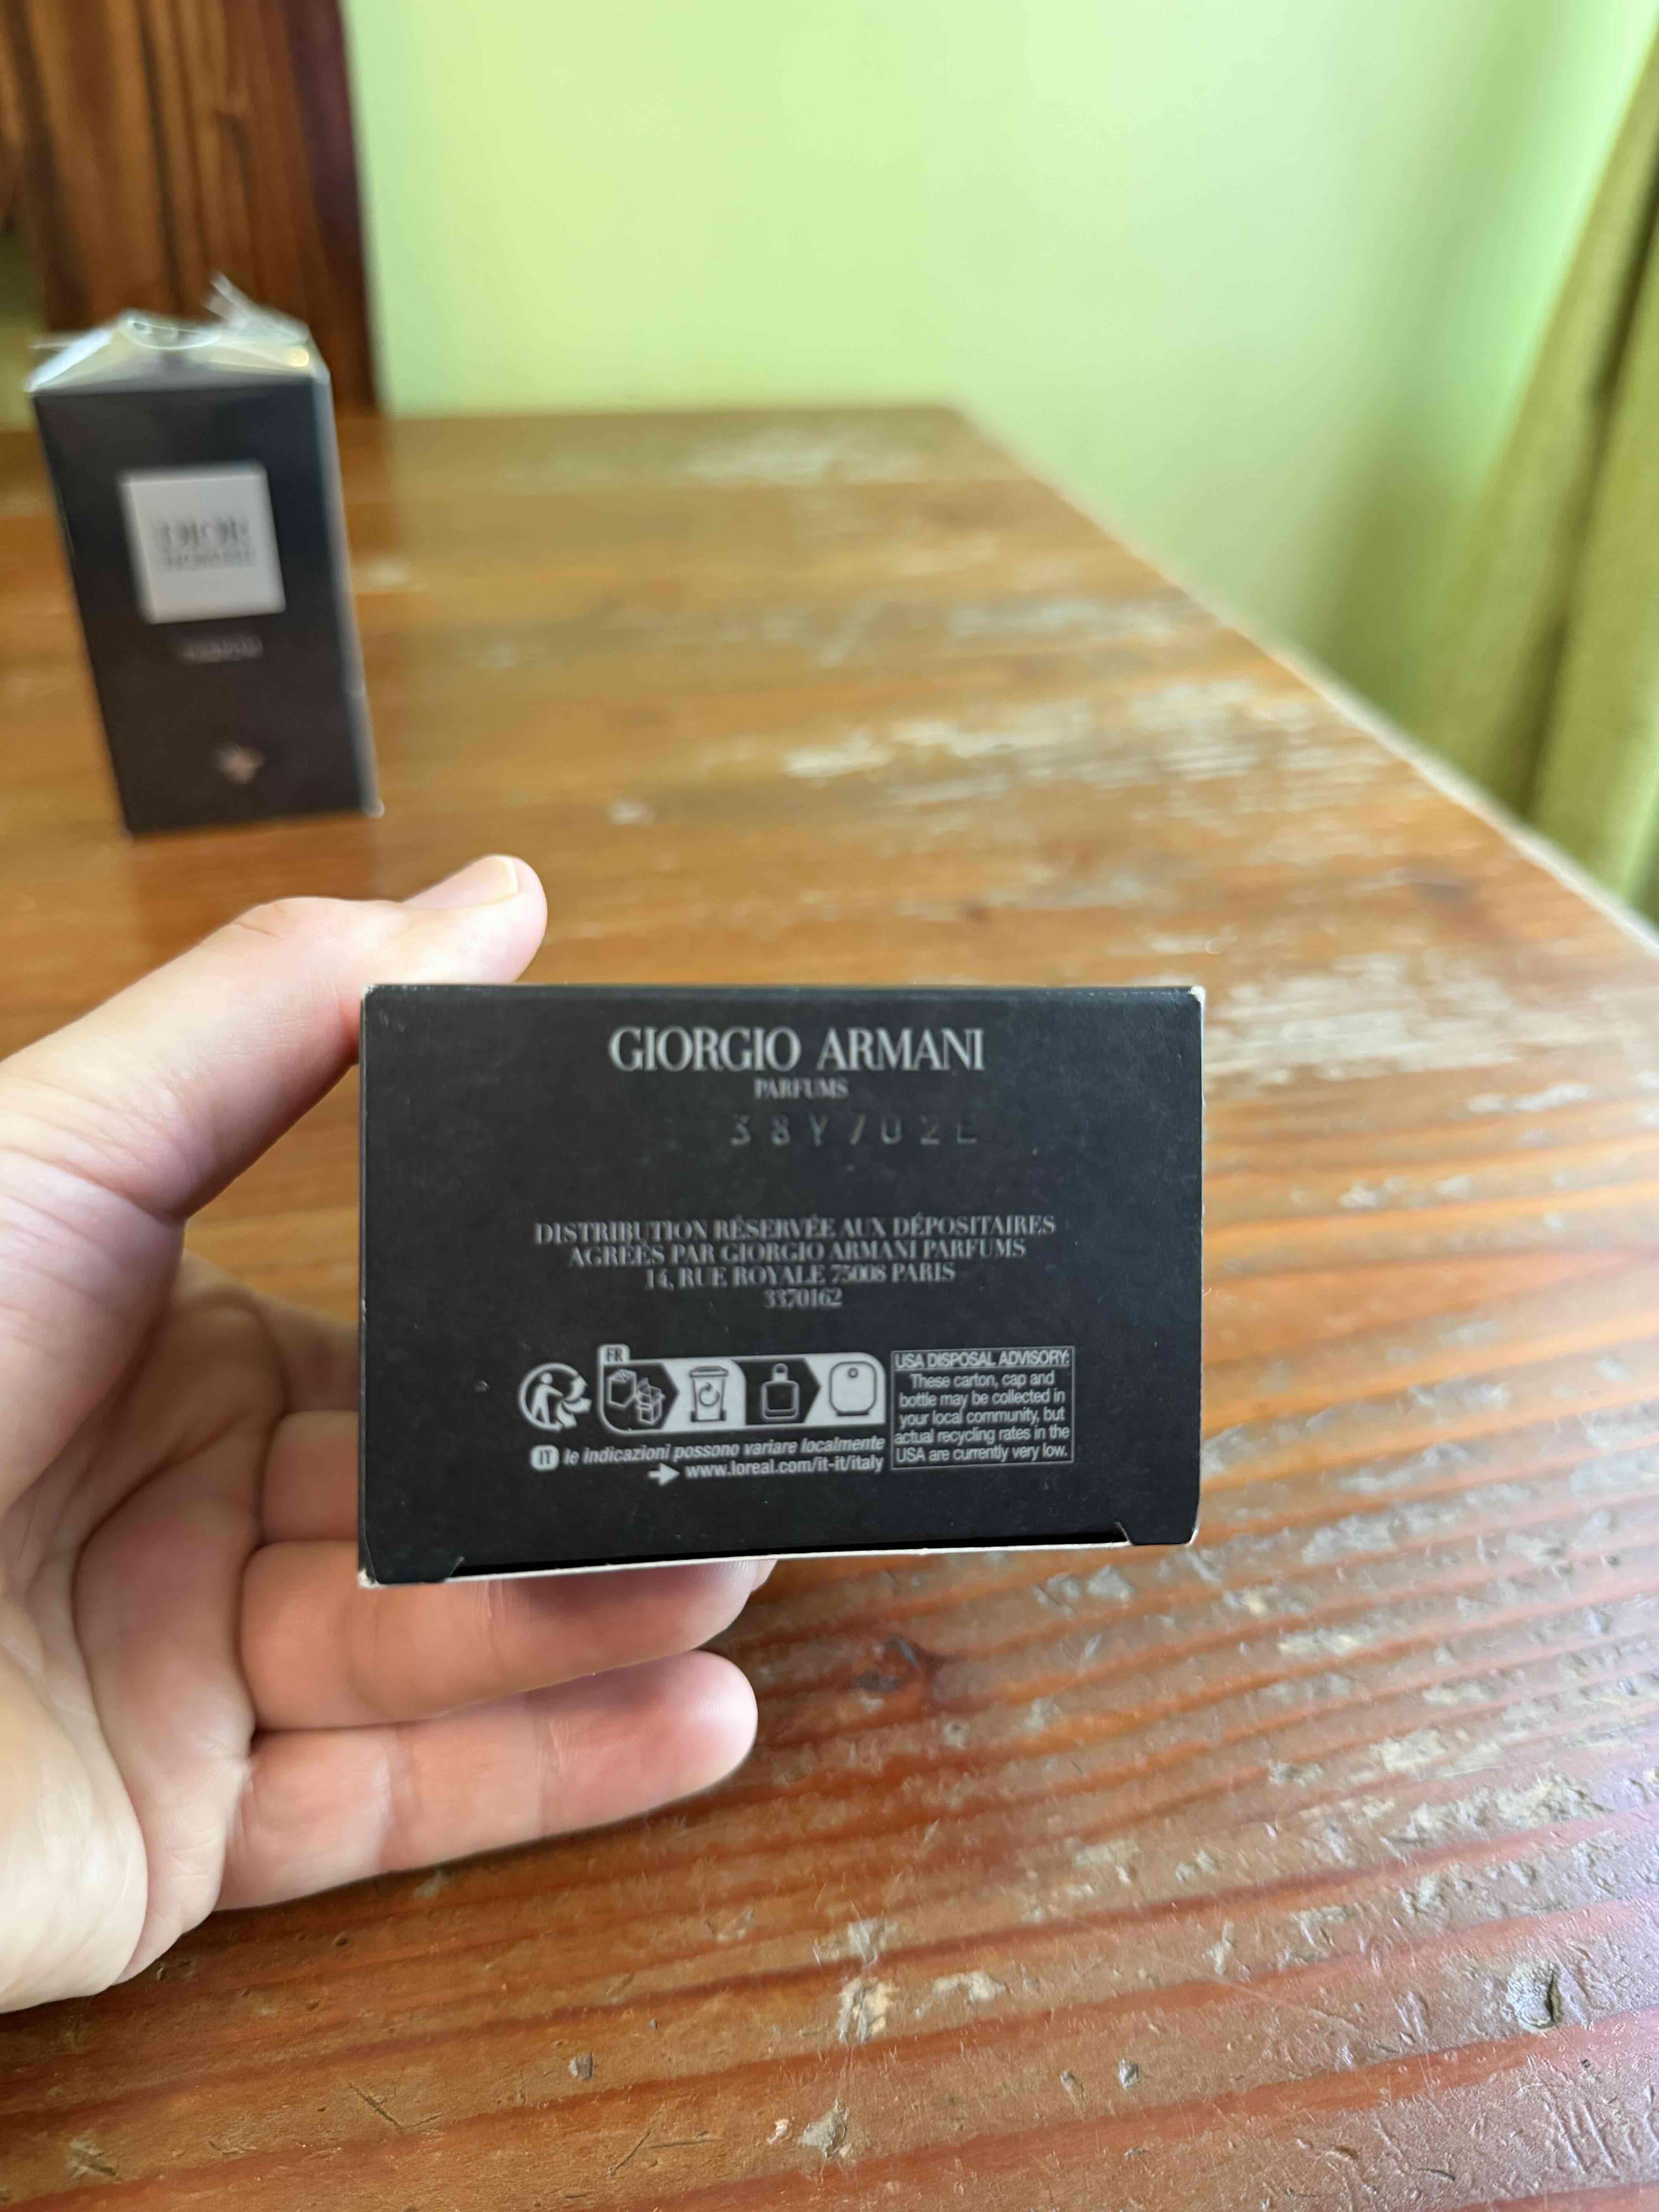 DIOR
GIORGIO ARMANI
PARFUMS
38Y702E
DISTRIBUTION RÉSERVÉE AUX DÉPOSITAIRES
AGRÉÉS PAR GIORGIO ARMANI PARFUMS
14, RUE ROYALE 75008 PARIS
3370162
FR
IT le indicazioni possono variare localmente
www.loreal.com/it-it/italy
USA DISPOSAL ADVISORY:
These carton, cap and
bottle may be collected in
your local community, but
actual recycling rates in the
USA are currently very low.